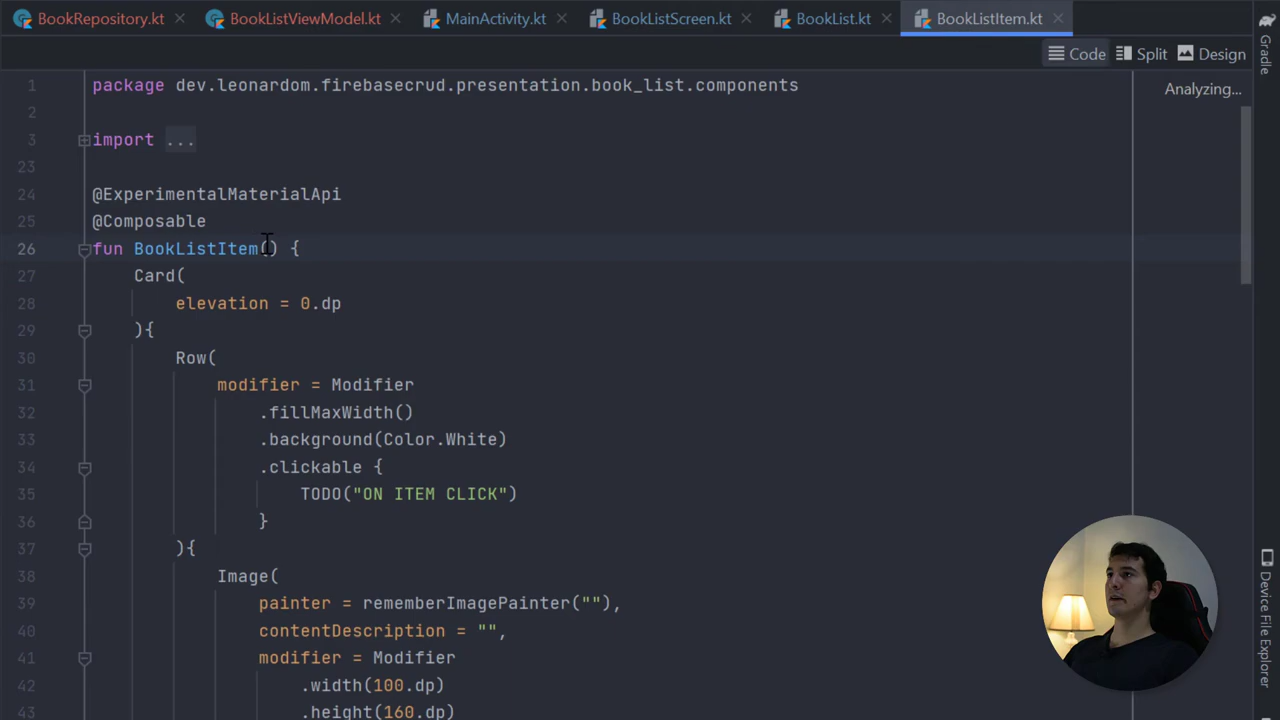 BookRepository.kt BookListViewModel.kt MainActivity.kt BookListScreen.kt BookList.kt BookListItem.kt
Code Split Design
Analyzing...
Gradle
Device File Explorer
1 package dev.leonardom.firebasecrud.presentation.book_list.components
2
3 import ...
23
24 @ExperimentalMaterialApi
25 @Composable
26 fun BookListItem() {
27 Card(
28 elevation = 0.dp
29 ){
30 Row(
31 modifier = Modifier
32 .fillMaxWidth()
33 .background(Color.White)
34 .clickable {
35 TODO("ON ITEM CLICK")
36 }
37 ){
38 Image(
39 painter = rememberImagePainter(""),
40 contentDescription = "",
41 modifier = Modifier
42 .width(100.dp)
43 .height(160.dp)